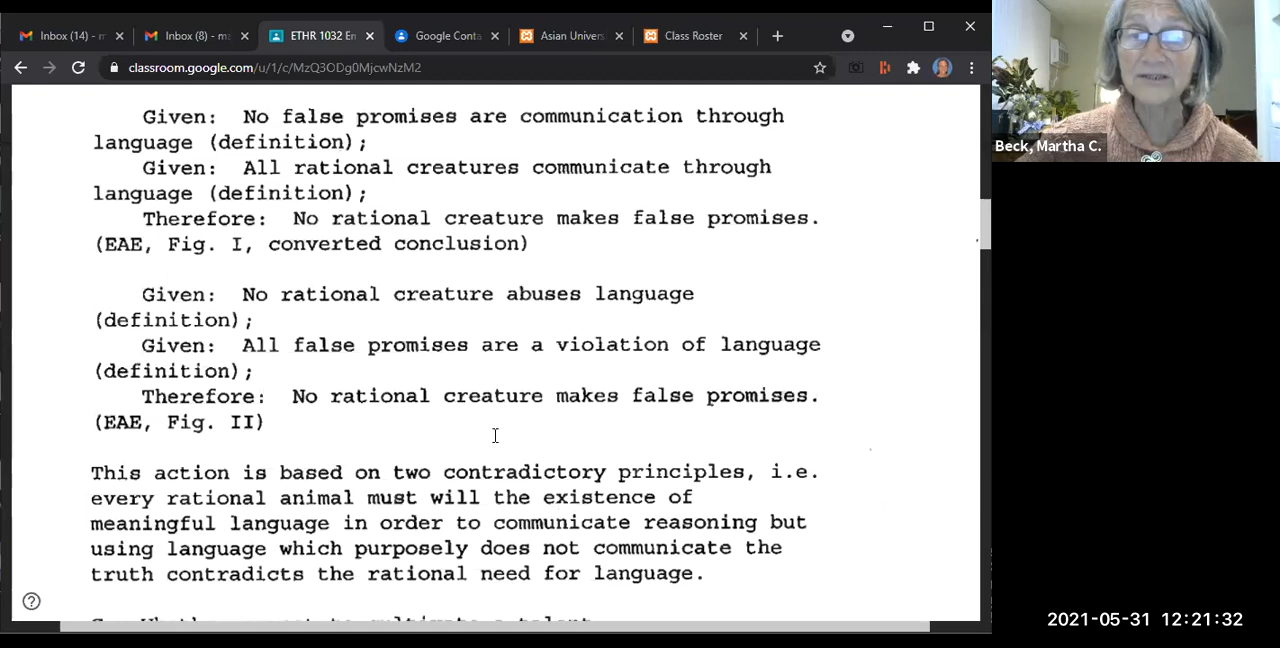 Inbox (14) - m
Inbox (8) - ma
ETHR 1032 En
Google Conta
Asian Univers
Class Roster
classroom.google.com/u/1/c/MzQ3ODg0MjcwNzM2
Beck, Martha C.
Given: No false promises are communication through
language (definition);
Given: All rational creatures communicate through
language (definition);
Therefore: No rational creature makes false promises.
(EAE, Fig. I, converted conclusion)
Given: No rational creature abuses language
(definition);
Given: All false promises are a violation of language
(definition);
Therefore: No rational creature makes false promises.
(EAE, Fig. II)
This action is based on two contradictory principles, i.e.
every rational animal must will the existence of
meaningful language in order to communicate reasoning but
using language which purposely does not communicate the
truth contradicts the rational need for language.
2021-05-31 12:21:32